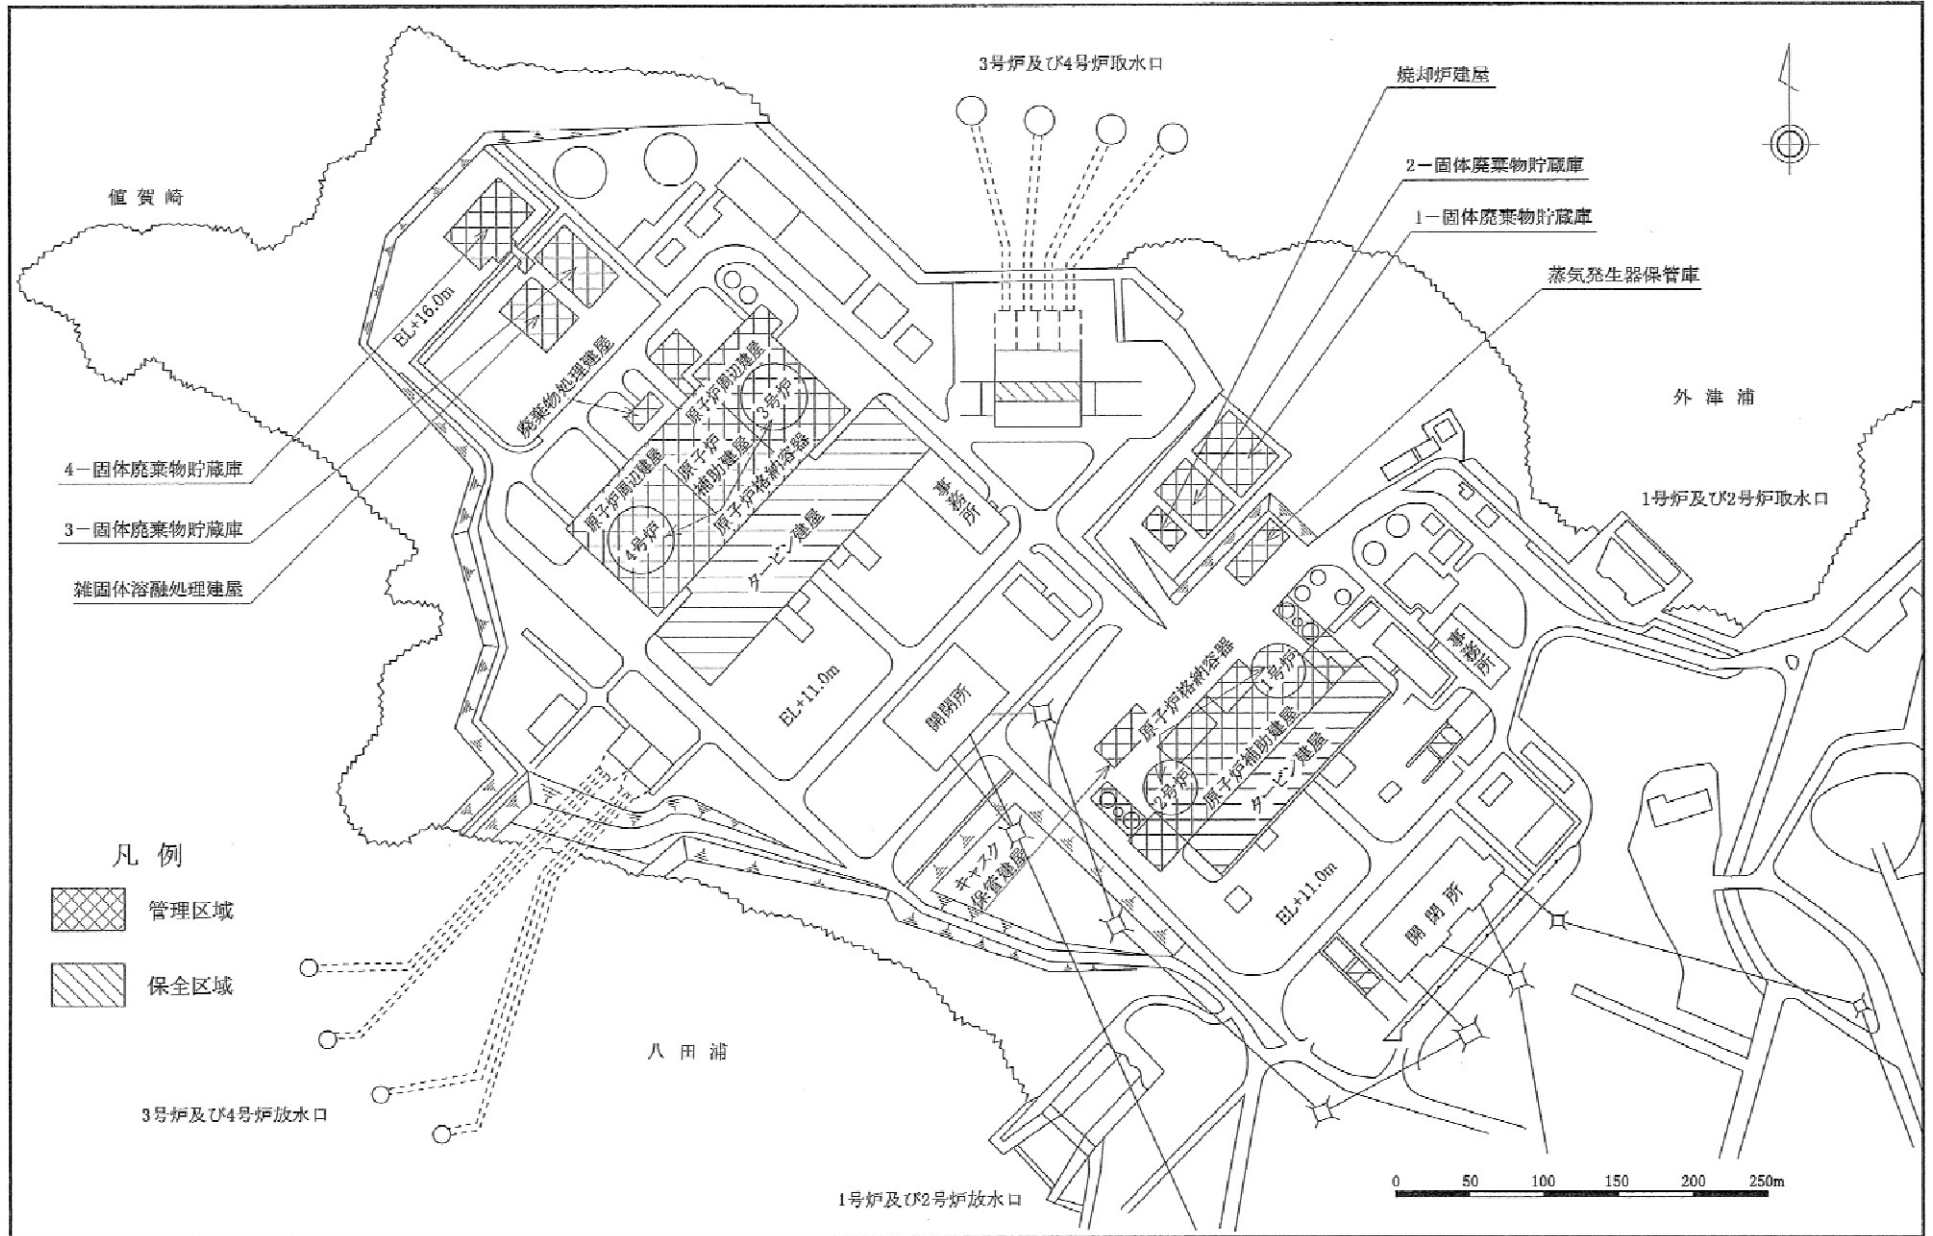 3号炉及び4号炉取水口
焼却炉建屋
2-固体廃棄物貯蔵庫
1-固体廃棄物貯蔵庫
蒸気発生器保管庫
値賀崎
外津浦
1号炉及び2号炉取水口
EL+16.0m
廃棄物処理建屋
原子炉周辺建屋
3号炉
原子炉
補助建屋
原子炉周辺建屋
原子炉格納容器
4号炉
タービン建屋
事務所
4-固体廃棄物貯蔵庫
3-固体廃棄物貯蔵庫
雑固体溶融処理建屋
EL+11.0m
開閉所
原子炉格納容器
1号炉
2号炉
原子炉補助建屋
タービン建屋
事務所
キャスク
保管建屋
EL+11.0m
開閉所
凡例
管理区域
保全区域
八田浦
3号炉及び4号炉放水口
1号炉及び2号炉放水口
0 50 100 150 200 250m